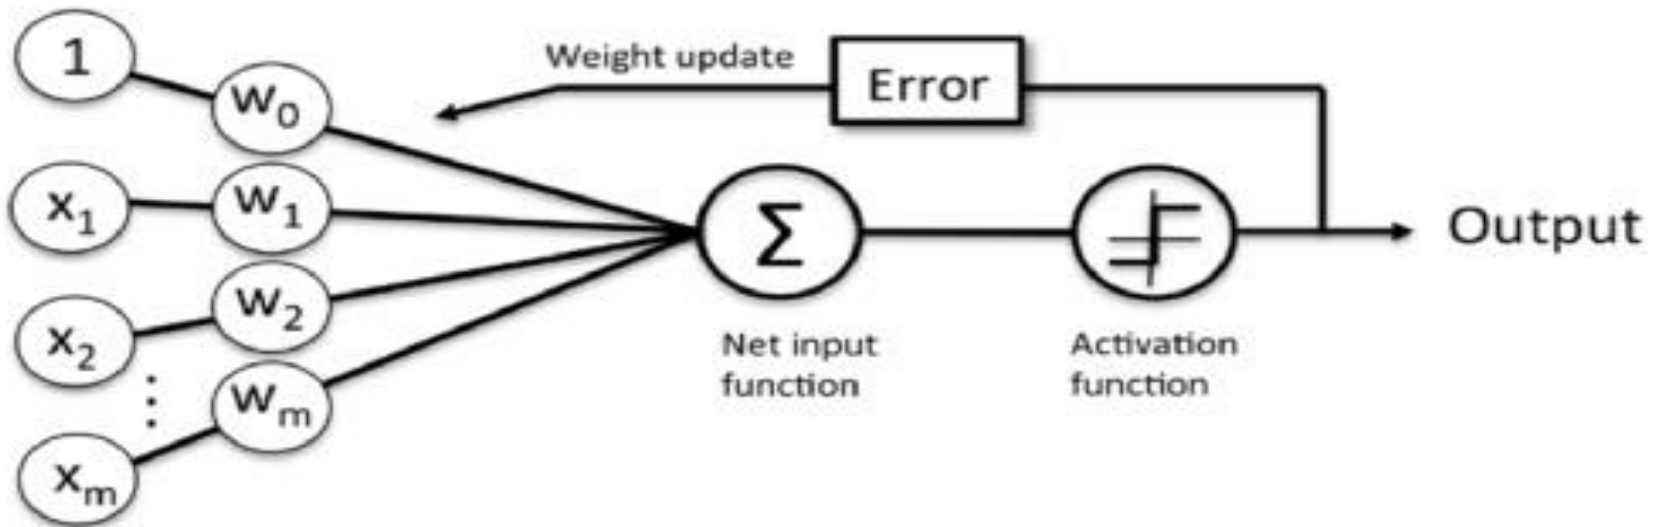 1
w₀
Weight update
Error
x₁
w₁
Σ
Output
x₂
w₂
Net input
function
Activation
function
⋮
wₘ
xₘ